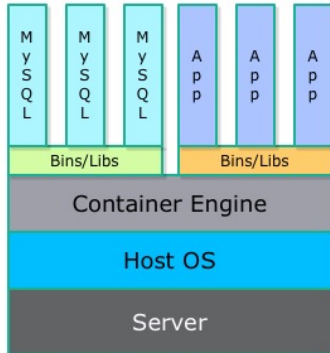 MySQL
MySQL
MySQL
App
App
App
Bins/Libs
Bins/Libs
Container Engine
Host OS
Server